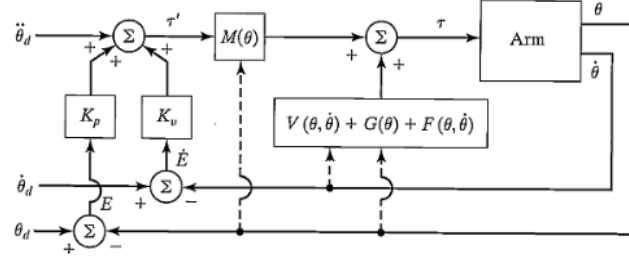 θ̈_d + + Σ + τ′ M(θ) + Σ + τ Arm θ
θ̇
K_p K_v V(θ, θ̇) + G(θ) + F(θ, θ̇)
Ė
θ̇_d + Σ −
E
θ_d + Σ −